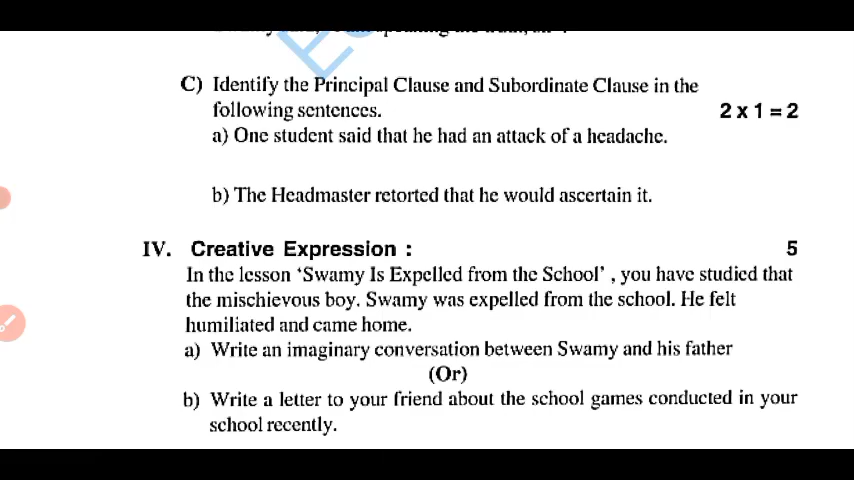 C) Identify the Principal Clause and Subordinate Clause in the
following sentences. 2 x 1 = 2
a) One student said that he had an attack of a headache.
b) The Headmaster retorted that he would ascertain it.
IV. Creative Expression : 5
In the lesson ‘Swamy Is Expelled from the School’ , you have studied that
the mischievous boy. Swamy was expelled from the school. He felt
humiliated and came home.
a) Write an imaginary conversation between Swamy and his father
(Or)
b) Write a letter to your friend about the school games conducted in your
school recently.